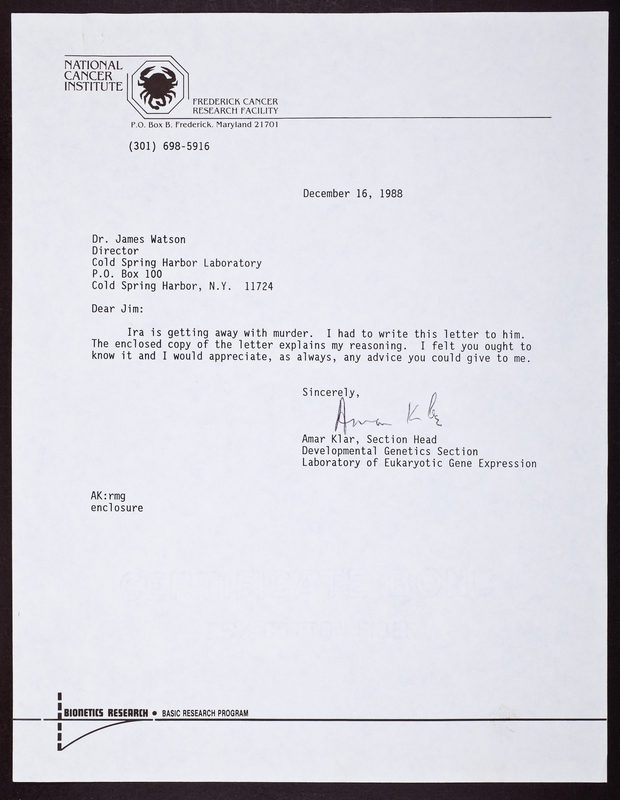 NATIONAL
CANCER
INSTITUTE
FREDERICK CANCER
RESEARCH FACILITY
P.O. Box B, Frederick, Maryland 21701
(301) 698-5916
December 16, 1988
Dr. James Watson
Director
Cold Spring Harbor Laboratory
P.O. Box 100
Cold Spring Harbor, N.Y. 11724
Dear Jim:
Ira is getting away with murder. I had to write this letter to him.
The enclosed copy of the letter explains my reasoning. I felt you ought to
know it and I would appreciate, as always, any advice you could give to me.
Sincerely,
Amar Klar
Amar Klar, Section Head
Developmental Genetics Section
Laboratory of Eukaryotic Gene Expression
AK:rmg
enclosure
BIONETICS RESEARCH • BASIC RESEARCH PROGRAM